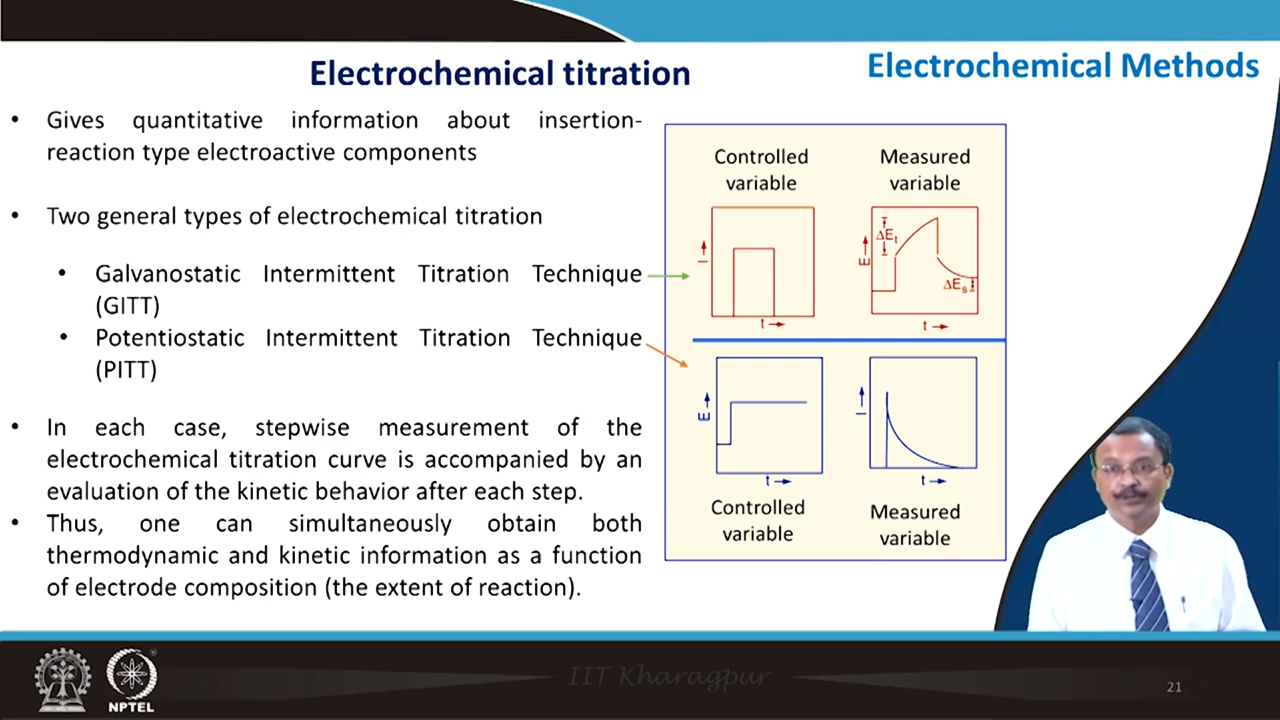 Electrochemical titration
Electrochemical Methods
• Gives quantitative information about insertion-
reaction type electroactive components
• Two general types of electrochemical titration
• Galvanostatic Intermittent Titration Technique
(GITT)
• Potentiostatic Intermittent Titration Technique
(PITT)
• In each case, stepwise measurement of the
electrochemical titration curve is accompanied by an
evaluation of the kinetic behavior after each step.
• Thus, one can simultaneously obtain both
thermodynamic and kinetic information as a function
of electrode composition (the extent of reaction).
Controlled
variable
Measured
variable
I
t
E
ΔEt
ΔEs
t
E
t
I
t
Controlled
variable
Measured
variable
NPTEL
IIT Kharagpur
21